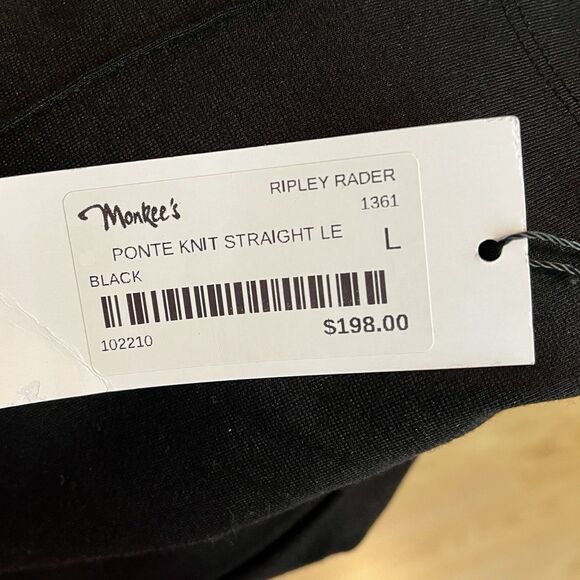 Monkee's
RIPLEY RADER
1361
PONTE KNIT STRAIGHT LE
L
BLACK
102210
$198.00